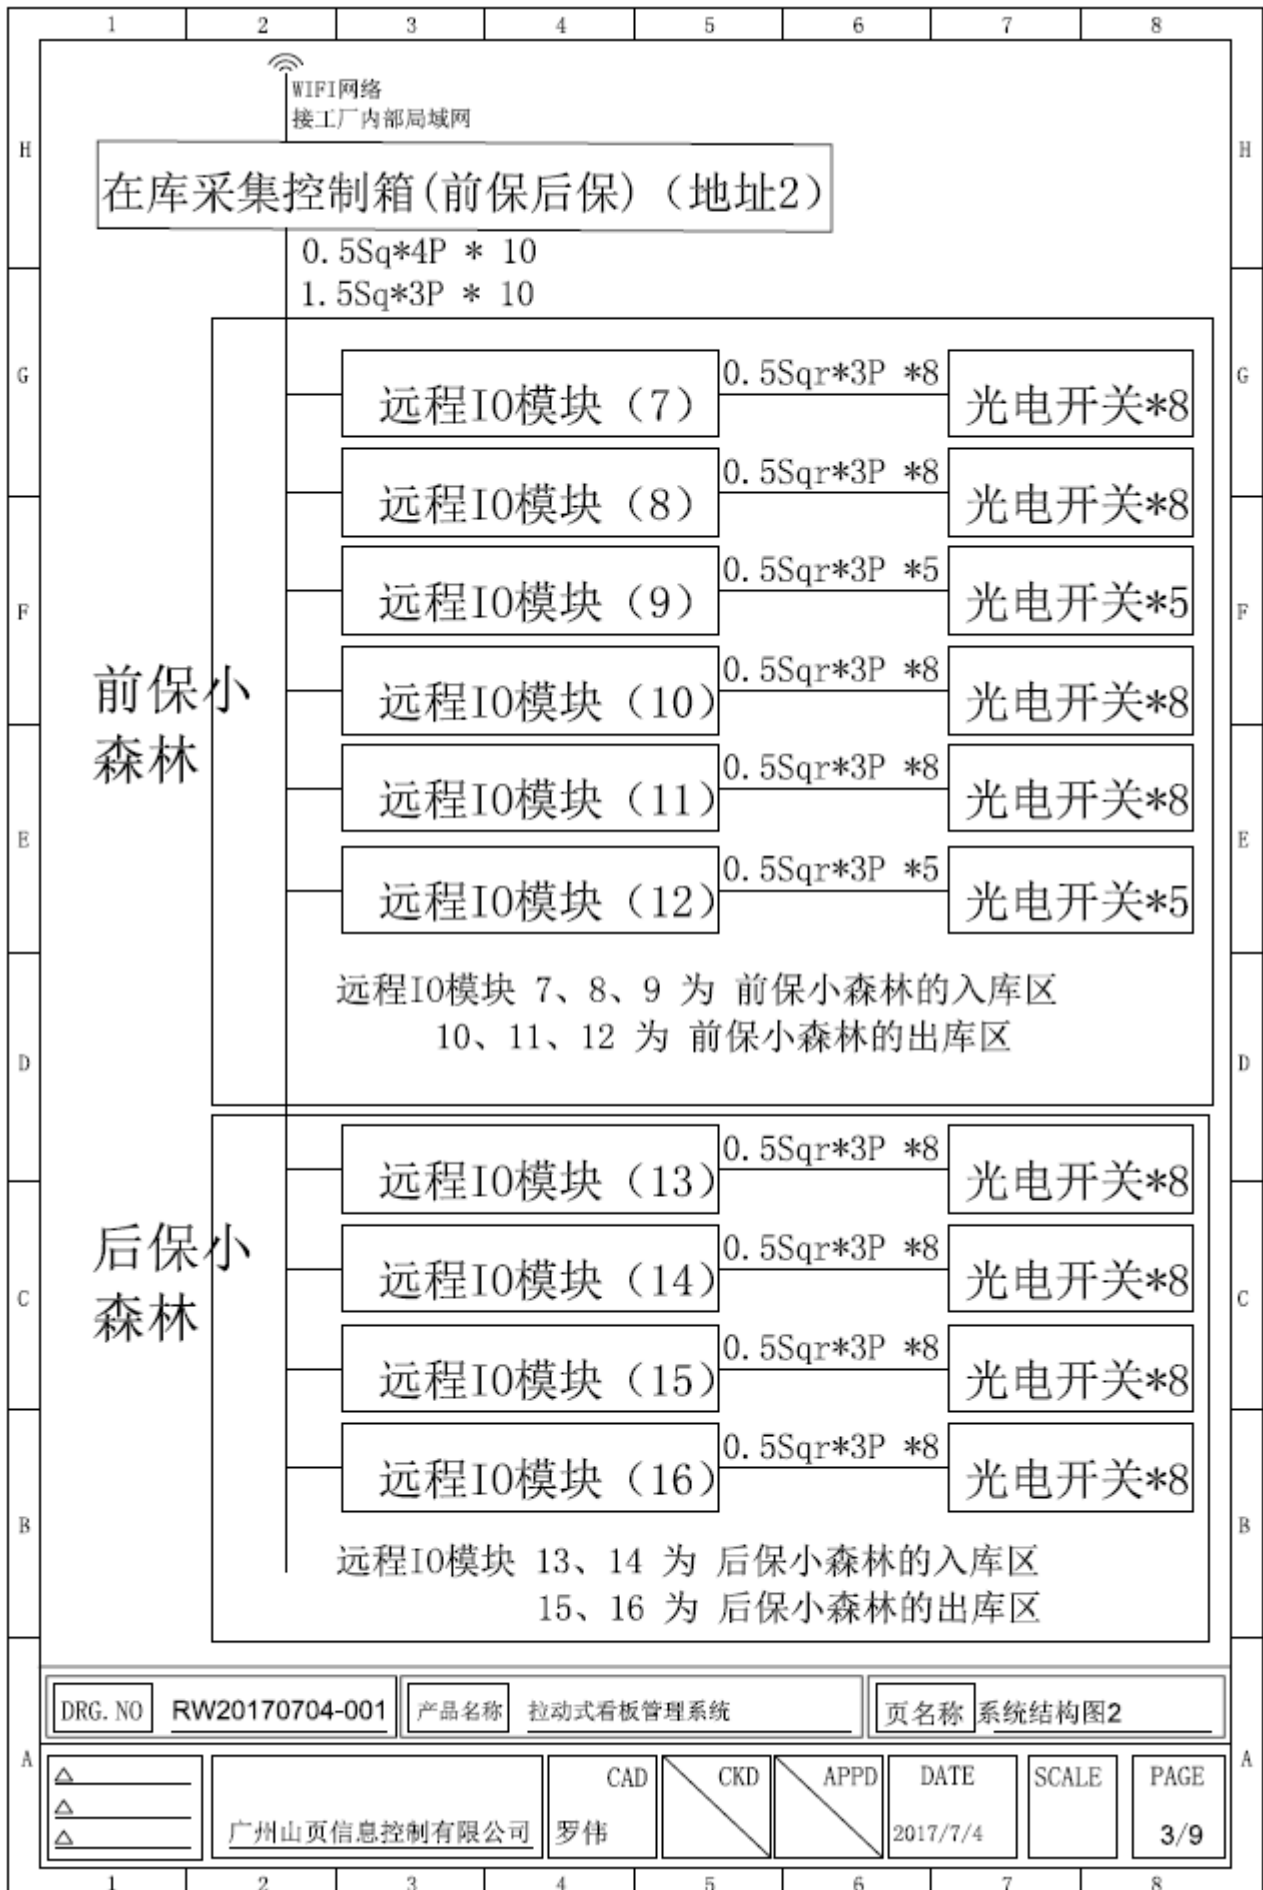 1 2 3 4 5 6 7 8
WIFI网络
接工厂内部局域网
H H
在库采集控制箱(前保后保)（地址2）
0.5Sq*4P * 10
1.5Sq*3P * 10
G G
远程IO模块（7） 0.5Sqr*3P *8 光电开关*8
远程IO模块（8） 0.5Sqr*3P *8 光电开关*8
远程IO模块（9） 0.5Sqr*3P *5 光电开关*5
F F
前保小
森林
远程IO模块（10） 0.5Sqr*3P *8 光电开关*8
远程IO模块（11） 0.5Sqr*3P *8 光电开关*8
E E
远程IO模块（12） 0.5Sqr*3P *5 光电开关*5
远程IO模块 7、8、9 为 前保小森林的入库区
10、11、12 为 前保小森林的出库区
D D
远程IO模块（13） 0.5Sqr*3P *8 光电开关*8
后保小
森林
远程IO模块（14） 0.5Sqr*3P *8 光电开关*8
C C
远程IO模块（15） 0.5Sqr*3P *8 光电开关*8
远程IO模块（16） 0.5Sqr*3P *8 光电开关*8
B B
远程IO模块 13、14 为 后保小森林的入库区
15、16 为 后保小森林的出库区
DRG.NO RW20170704-001 产品名称 拉动式看板管理系统 页名称 系统结构图2
A A
CAD CKD APPD DATE SCALE PAGE
广州山页信息控制有限公司 罗伟 2017/7/4 3/9
1 2 3 4 5 6 7 8